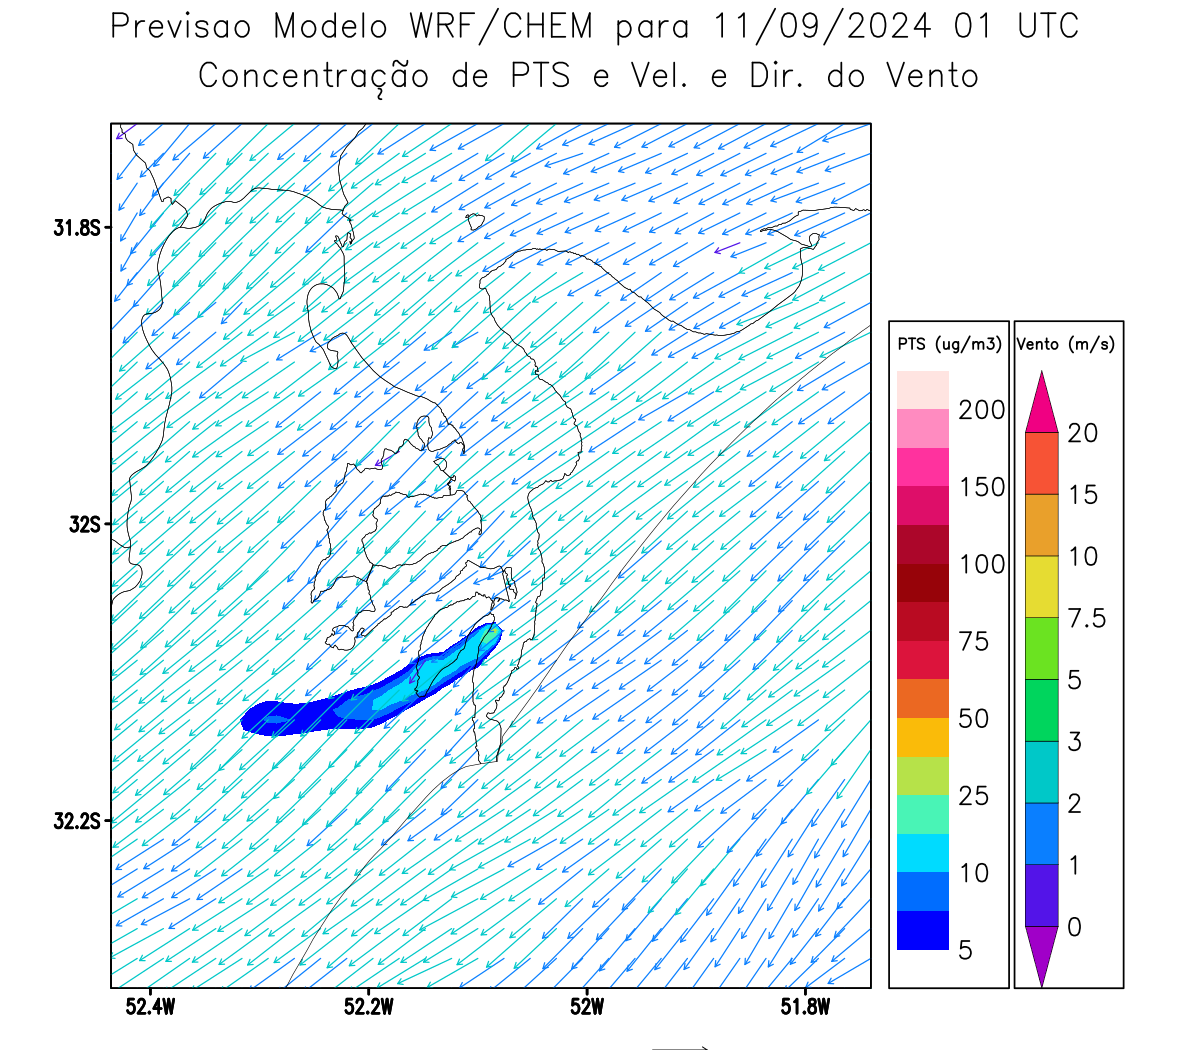 Previsao Modelo WRF/CHEM para 11/09/2024 01 UTC
Concentração de PTS e Vel. e Dir. do Vento
31.8S
32S
32.2S
52.4W 52.2W 52W 51.8W
PTS (ug/m3)
200
150
100
75
50
25
10
5
Vento (m/s)
20
15
10
7.5
5
3
2
1
0